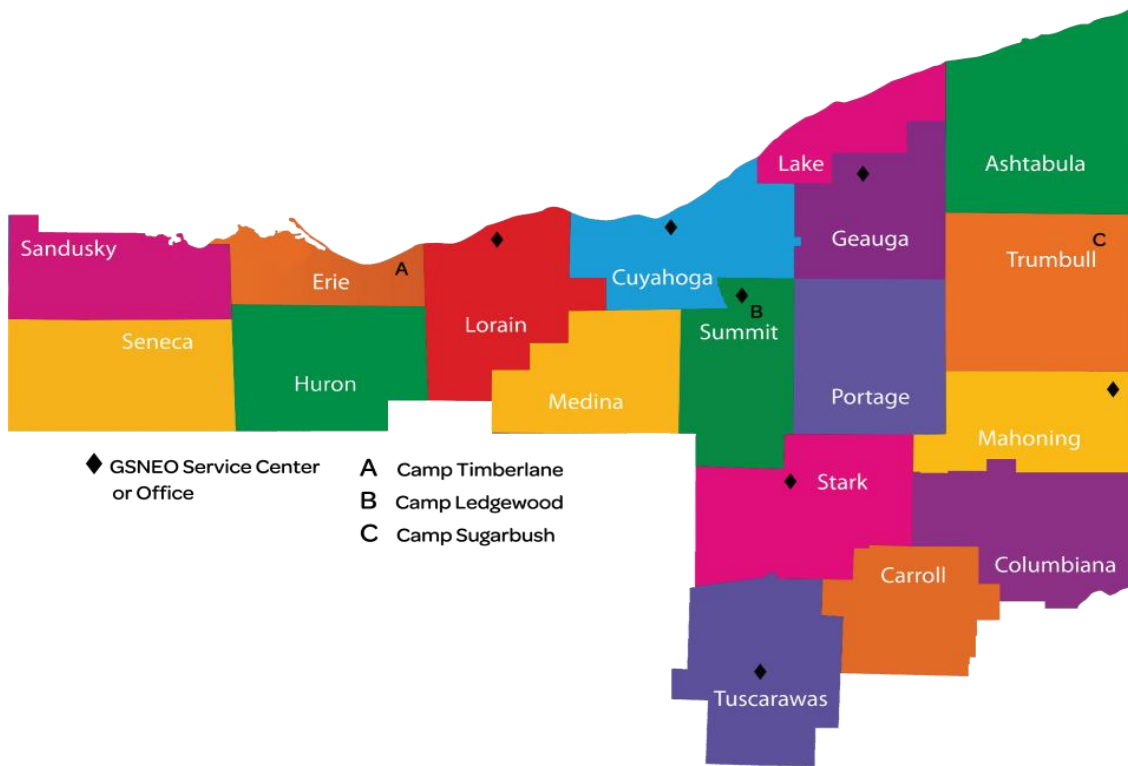 Lake
Ashtabula
Sandusky
Geauga
C
Trumbull
Erie
A
Cuyahoga
B
Seneca
Lorain
Summit
Huron
Medina
Portage
Mahoning
GSNEO Service Center
or Office
A Camp Timberlane
B Camp Ledgewood
C Camp Sugarbush
Stark
Columbiana
Carroll
Tuscarawas